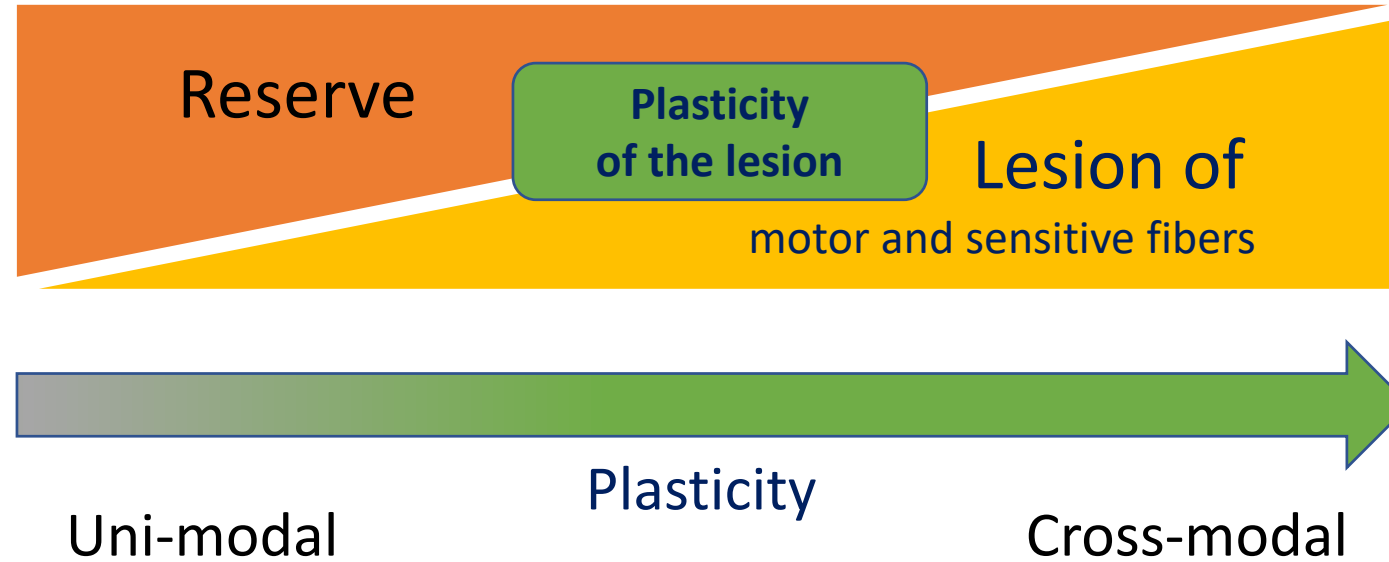 Reserve
Plasticity
of the lesion
Lesion of
motor and sensitive fibers
Plasticity
Uni-modal
Cross-modal